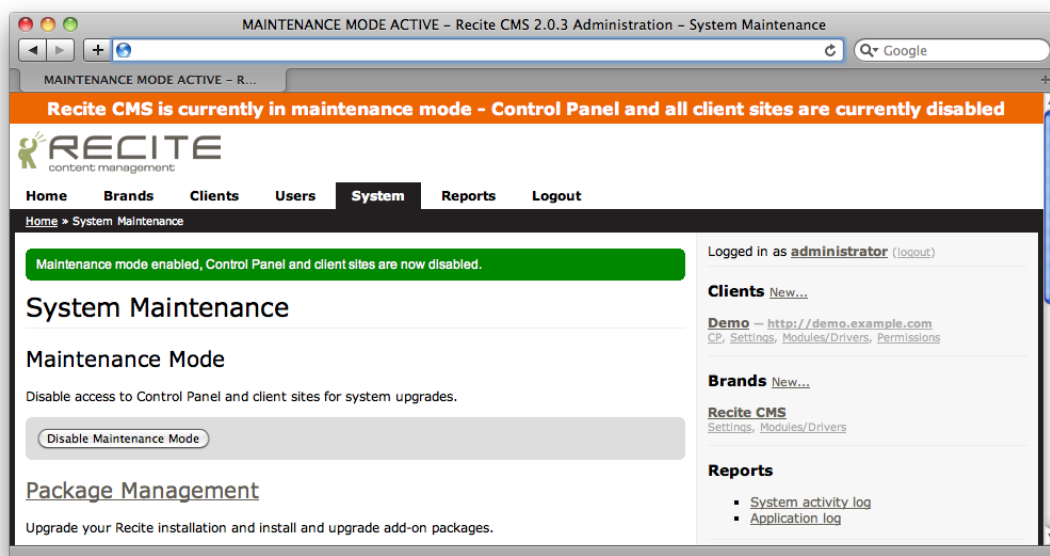 MAINTENANCE MODE ACTIVE – Recite CMS 2.0.3 Administration – System Maintenance
Google
MAINTENANCE MODE ACTIVE – R...
Recite CMS is currently in maintenance mode - Control Panel and all client sites are currently disabled
RECITE
content management
Home Brands Clients Users System Reports Logout
Home » System Maintenance
Maintenance mode enabled, Control Panel and client sites are now disabled.
System Maintenance
Maintenance Mode
Disable access to Control Panel and client sites for system upgrades.
Disable Maintenance Mode
Package Management
Upgrade your Recite installation and install and upgrade add-on packages.
Logged in as administrator (logout)
Clients New...
Demo — http://demo.example.com
CP, Settings, Modules/Drivers, Permissions
Brands New...
Recite CMS
Settings, Modules/Drivers
Reports
System activity log
Application log